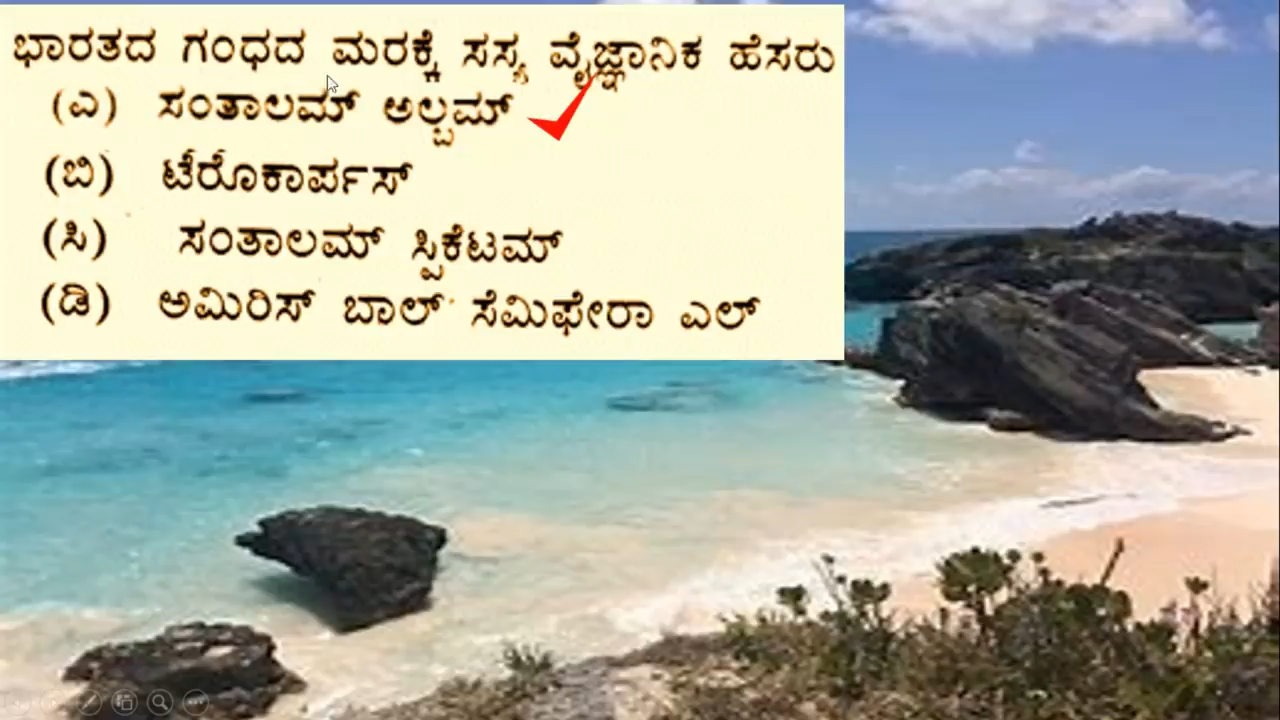 ಭಾರತದ ಗಂಧದ ಮರಕ್ಕೆ ಸಸ್ಯ ವೈಜ್ಞಾನಿಕ ಹೆಸರು
(ಎ) ಸಂತಾಲಮ್ ಅಲ್ಬಮ್
(ಬಿ) ಟೆರೊಕಾರ್ಪಸ್
(ಸಿ) ಸಂತಾಲಮ್ ಸ್ಪಿಕೆಟಮ್
(ಡಿ) ಅಮಿರಿಸ್ ಬಾಲ್ ಸೆಮಿಫೇರಾ ಎಲ್